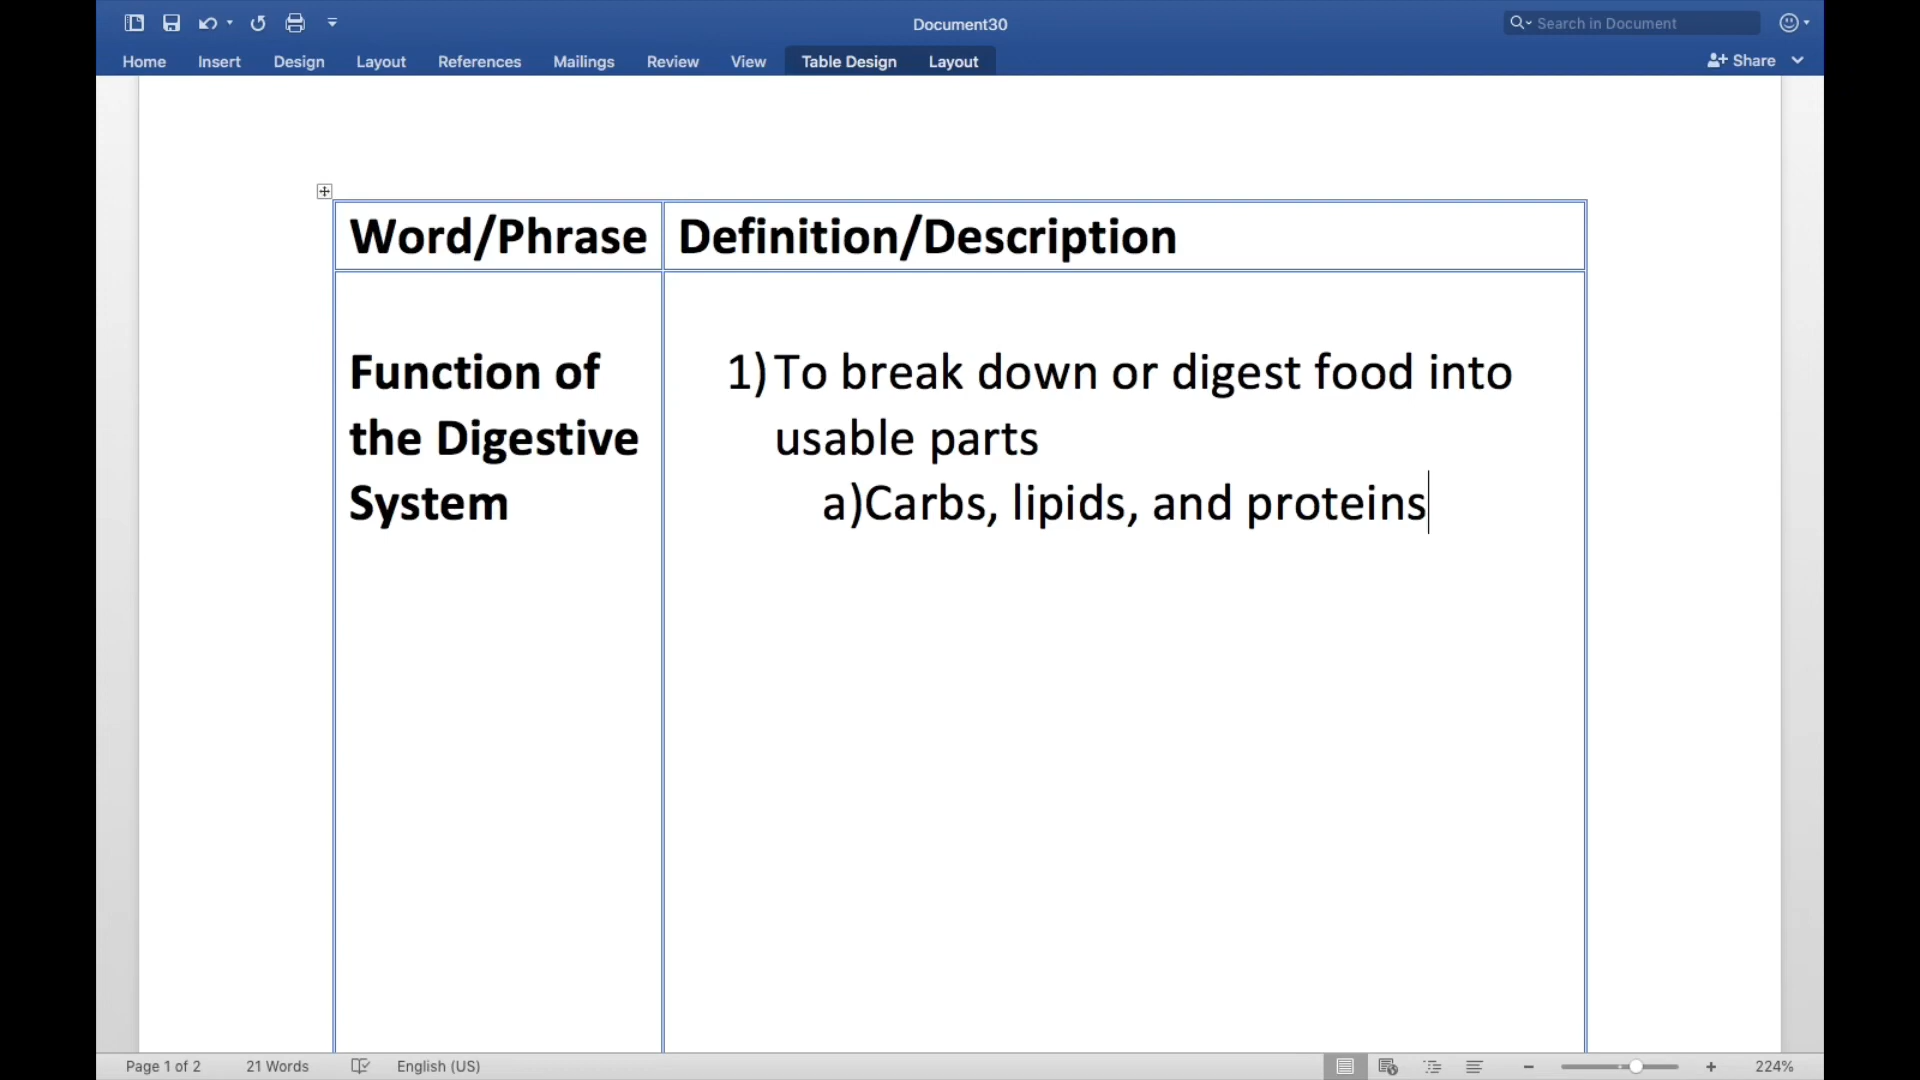 Document30
Search in Document
Home Insert Design Layout References Mailings Review View Table Design Layout Share
Word/Phrase Definition/Description
Function of
the Digestive
System
1) To break down or digest food into
usable parts
a) Carbs, lipids, and proteins
Page 1 of 2 21 Words English (US) 224%